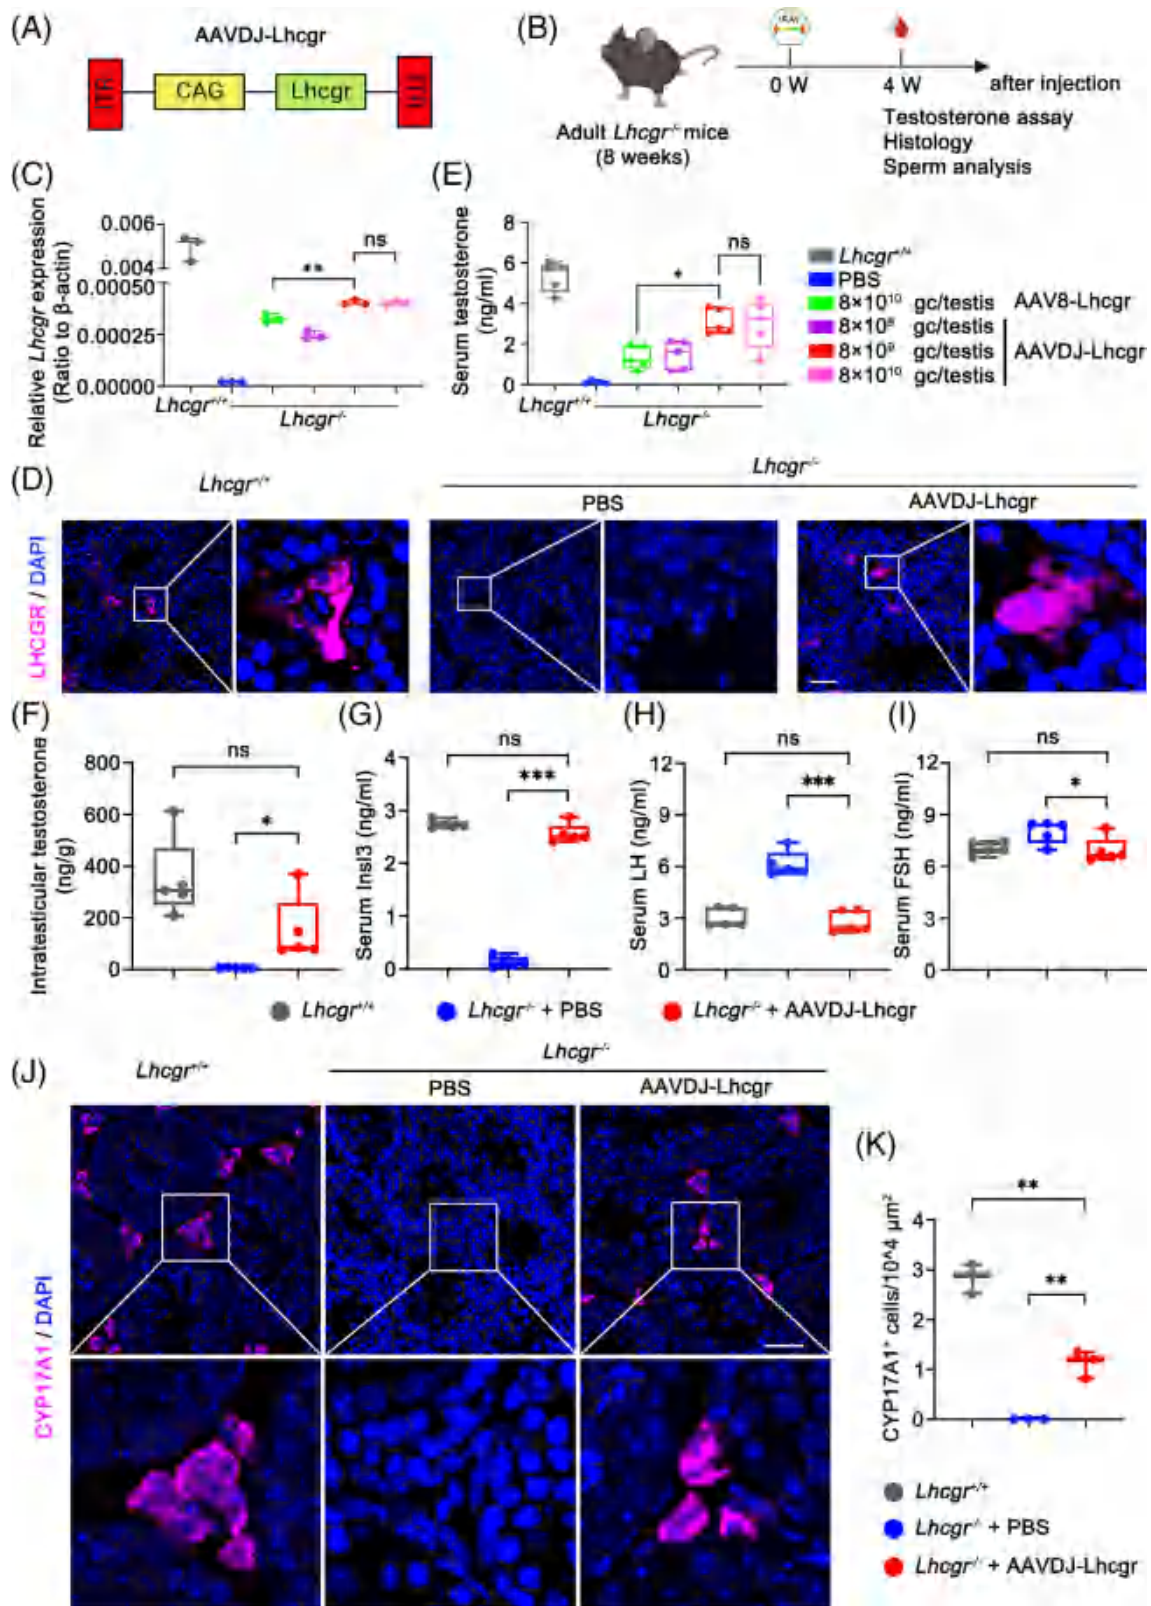 (A)
AAVDJ-Lhcgr
ITR
CAG
Lhcgr
(B)
0 W
4 W
after injection
Adult Lhcgr-/- mice
(8 weeks)
Testosterone assay
Histology
Sperm analysis
(C)
Relative Lhcgr expression
(Ratio to β-actin)
0.006
0.004
0.00050
0.00025
0.00000
**
ns
Lhcgr+/+
Lhcgr-/-
(E)
Serum testosterone
(ng/ml)
8
6
4
2
0
*
ns
Lhcgr+/+
Lhcgr-/-
Lhcgr+/+
PBS
8×10¹⁰ gc/testis AAV8-Lhcgr
8×10⁸ gc/testis
8×10⁹ gc/testis
AAVDJ-Lhcgr
8×10¹⁰ gc/testis
(D)
Lhcgr+/+
Lhcgr-/-
PBS
AAVDJ-Lhcgr
LHCGR / DAPI
(F)
Intratesticular testosterone
(ng/g)
800
600
400
200
0
ns
*
(G)
Serum Insl3 (ng/ml)
4
3
2
1
0
ns
***
(H)
Serum LH (ng/ml)
12
9
6
3
0
ns
***
(I)
Serum FSH (ng/ml)
12
9
6
3
0
ns
*
Lhcgr+/+
Lhcgr-/- + PBS
Lhcgr-/- + AAVDJ-Lhcgr
(J)
Lhcgr+/+
Lhcgr-/-
PBS
AAVDJ-Lhcgr
CYP17A1 / DAPI
(K)
CYP17A1+ cells/10^4 μm²
4
3
2
1
0
**
**
Lhcgr+/+
Lhcgr-/- + PBS
Lhcgr-/- + AAVDJ-Lhcgr